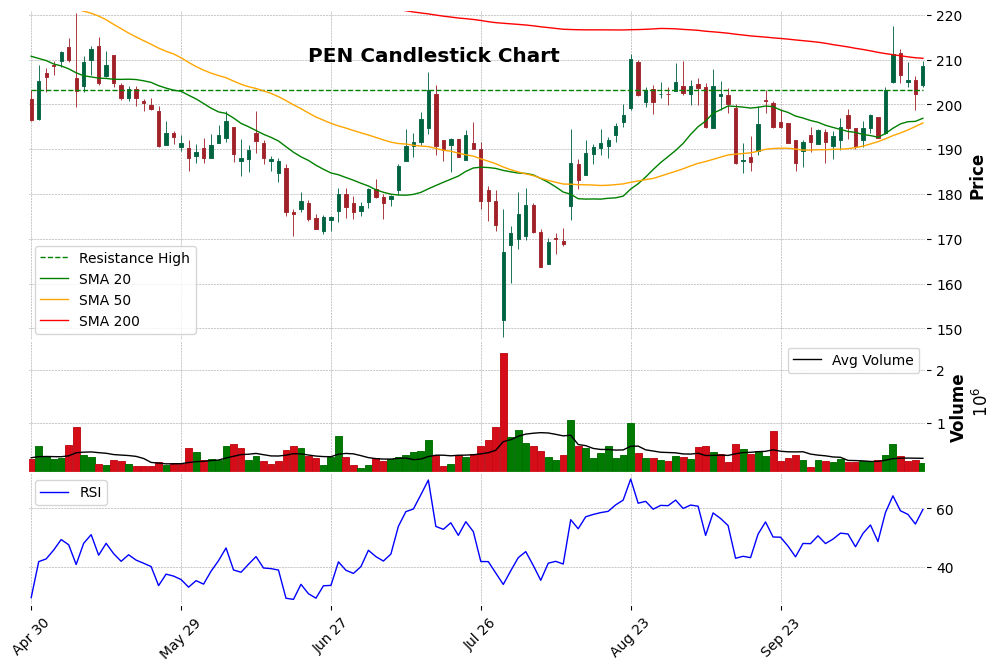 PEN Candlestick Chart
220
210
200
190
180
170
160
150
Price
Resistance High
SMA 20
SMA 50
SMA 200
Avg Volume
2
1
Volume
10^6
RSI
60
40
Apr 30
May 29
Jun 27
Jul 26
Aug 23
Sep 23